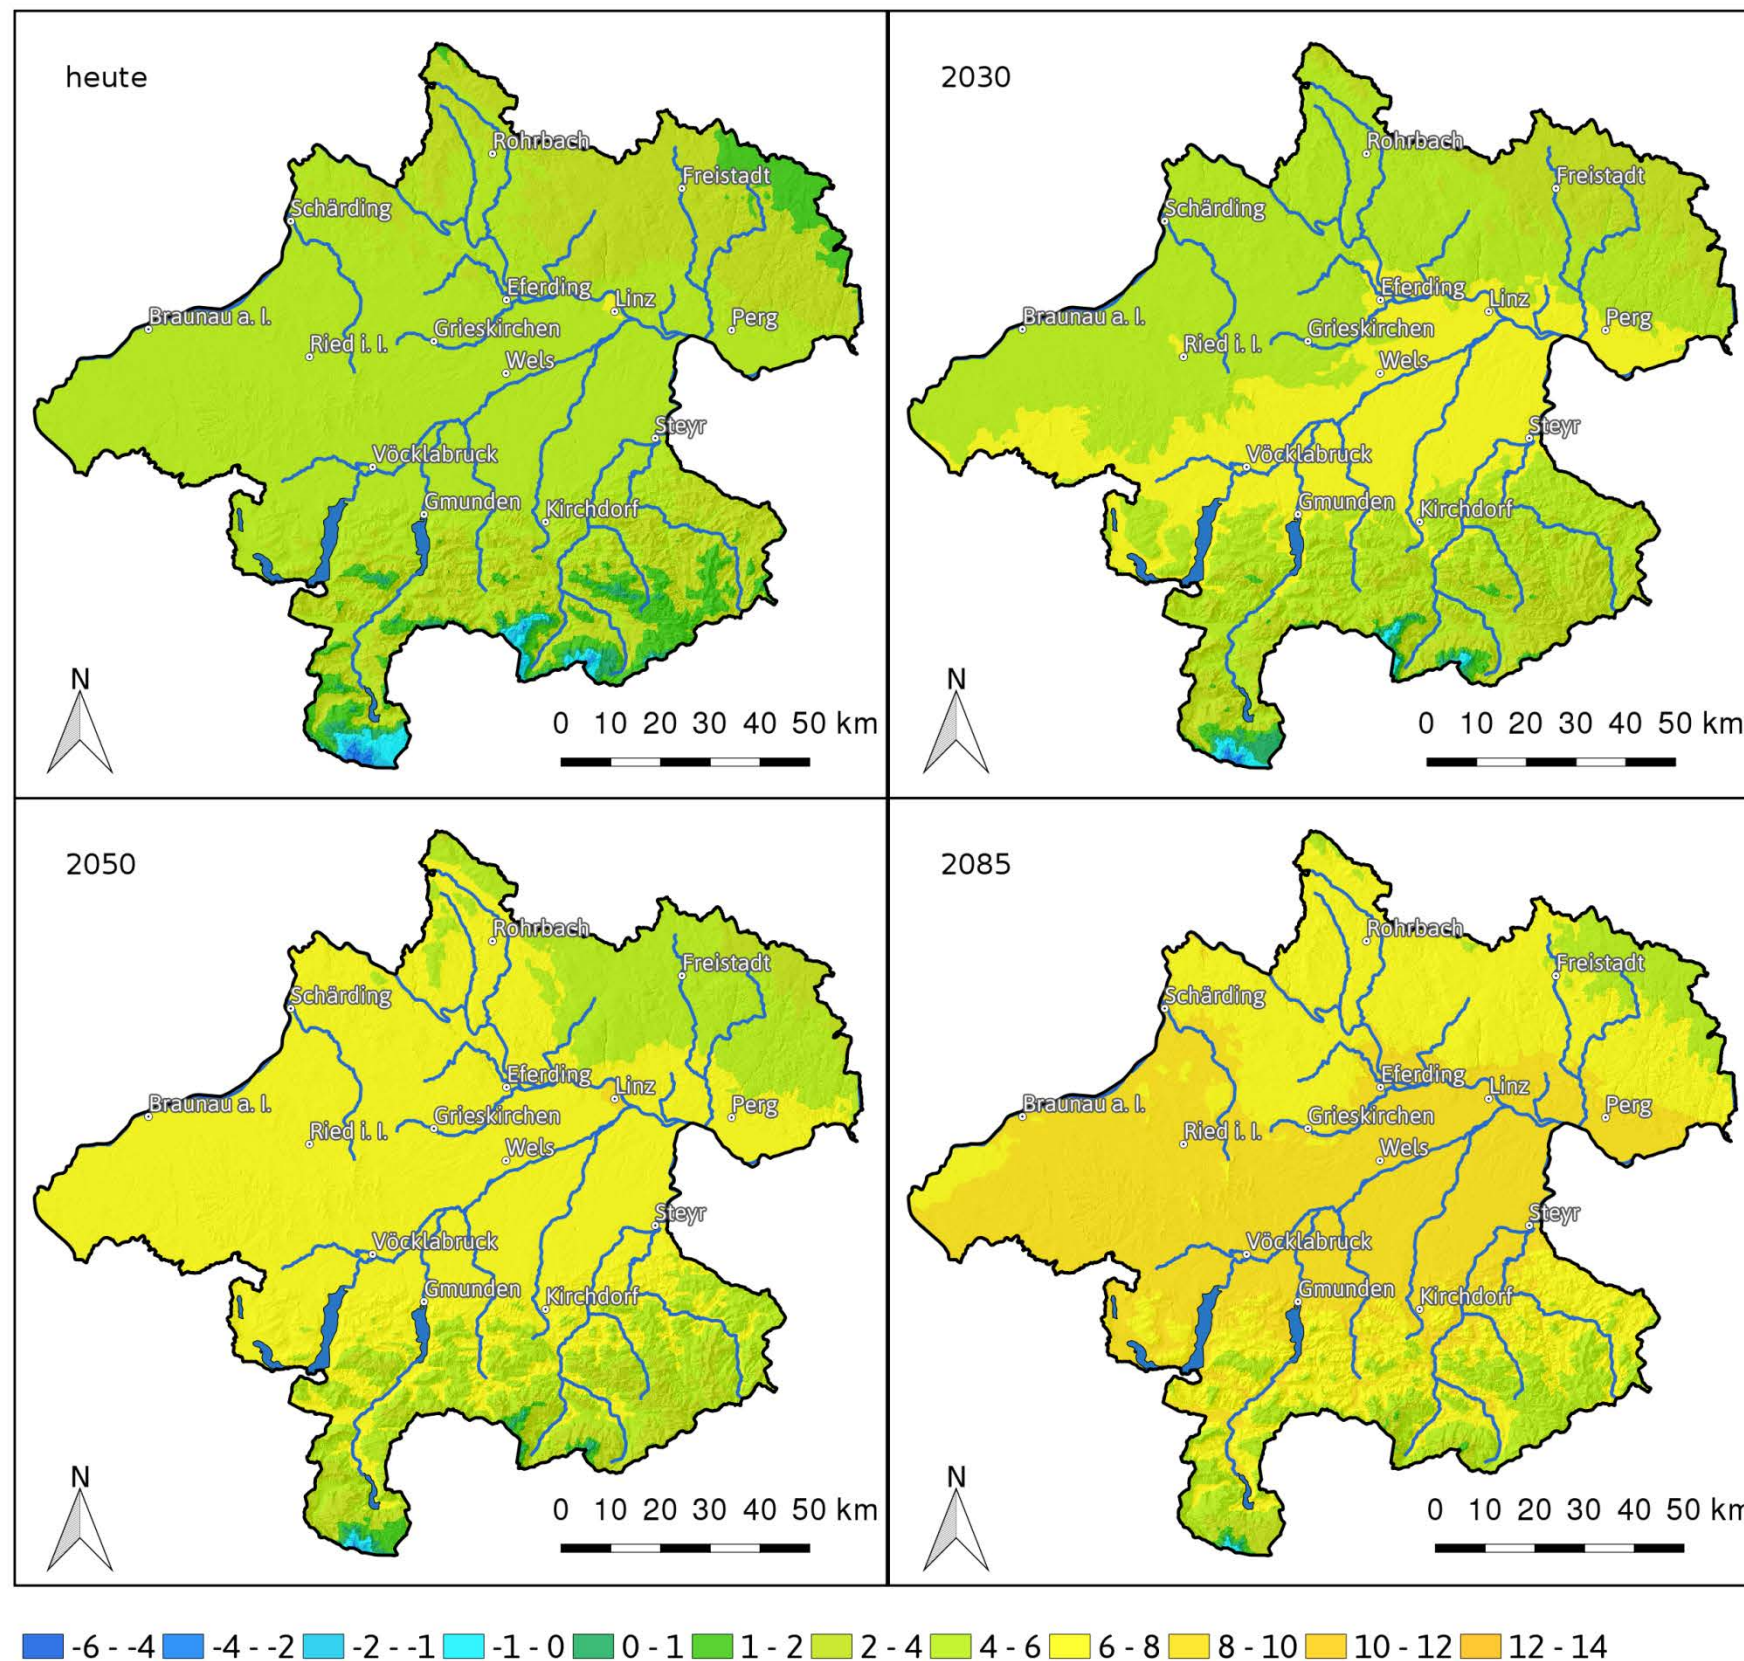 heute
Rohrbach
Freistadt
Schärding
Eferding
Linz
Braunau a. I.
Grieskirchen
Perg
Ried i. I.
Wels
Steyr
Vöcklabruck
Gmunden
Kirchdorf
N
0 10 20 30 40 50 km
2030
Rohrbach
Freistadt
Schärding
Eferding
Linz
Braunau a. I.
Grieskirchen
Perg
Ried i. I.
Wels
Steyr
Vöcklabruck
Gmunden
Kirchdorf
N
0 10 20 30 40 50 km
2050
Rohrbach
Freistadt
Schärding
Eferding
Linz
Braunau a. I.
Grieskirchen
Perg
Ried i. I.
Wels
Steyr
Vöcklabruck
Gmunden
Kirchdorf
N
0 10 20 30 40 50 km
2085
Rohrbach
Freistadt
Schärding
Eferding
Linz
Braunau a. I.
Grieskirchen
Perg
Ried i. I.
Wels
Steyr
Vöcklabruck
Gmunden
Kirchdorf
N
0 10 20 30 40 50 km
-6 - -4 -4 - -2 -2 - -1 -1 - 0 0 - 1 1 - 2 2 - 4 4 - 6 6 - 8 8 - 10 10 - 12 12 - 14